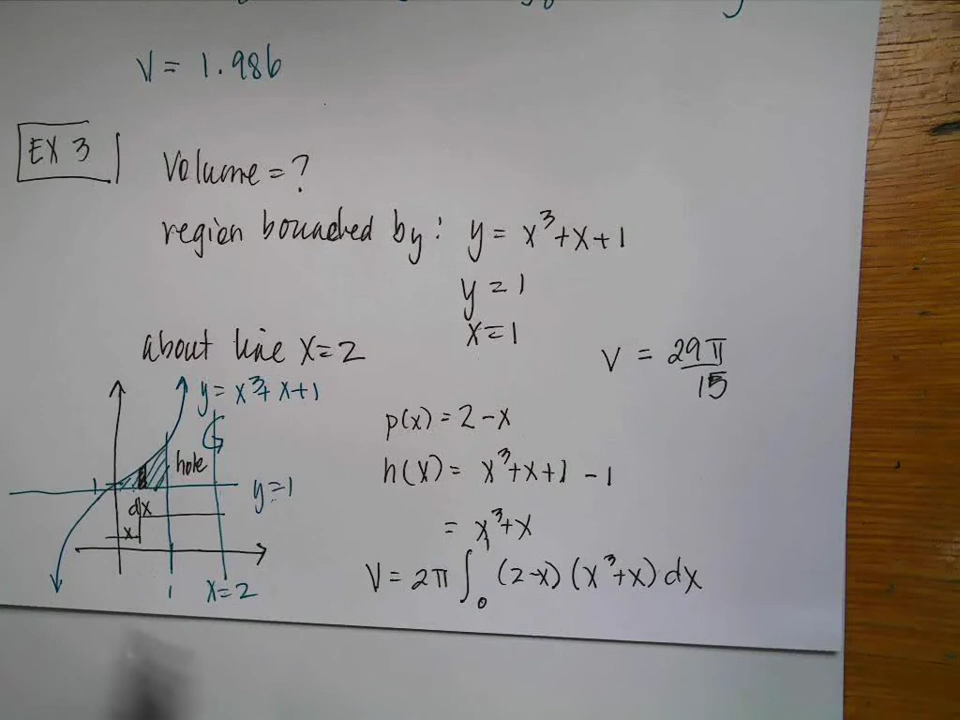 V = 1.986
EX 3
Volume = ?
region bounded by: y = x³+x+1
y = 1
x = 1
about line x=2
V = 29π/15
y = x³+x+1
hole
1
y=1
dx
x
1
x=2
p(x) = 2-x
h(x) = x³+x+1 - 1
= x³+x
V = 2π ∫₀¹ (2-x)(x³+x) dx